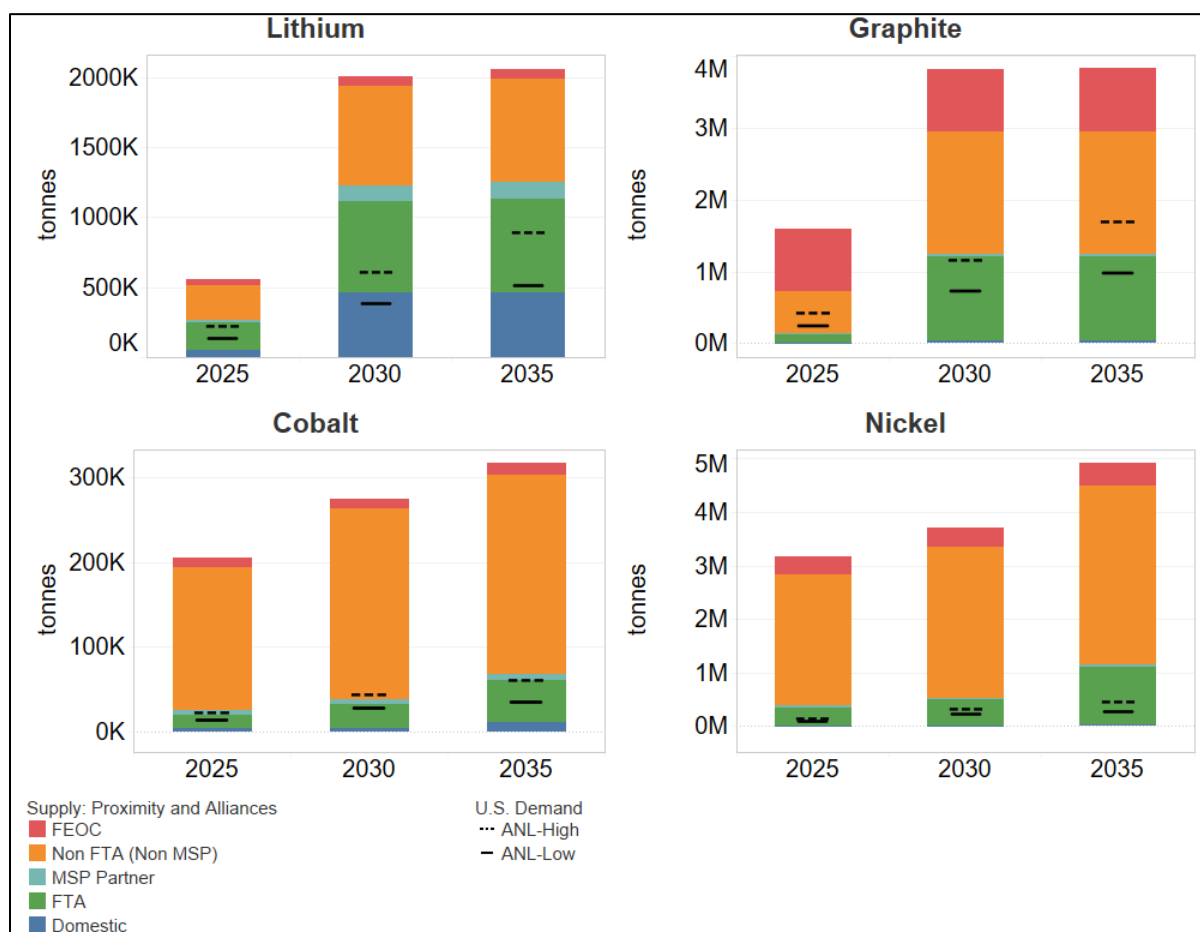 Lithium
tonnes
2000K
1500K
1000K
500K
0K
2025 2030 2035
Graphite
tonnes
4M
3M
2M
1M
0M
2025 2030 2035
Cobalt
tonnes
300K
200K
100K
0K
2025 2030 2035
Nickel
tonnes
5M
4M
3M
2M
1M
0M
2025 2030 2035
Supply: Proximity and Alliances
FEOC
Non FTA (Non MSP)
MSP Partner
FTA
Domestic
U.S. Demand
ANL-High
ANL-Low